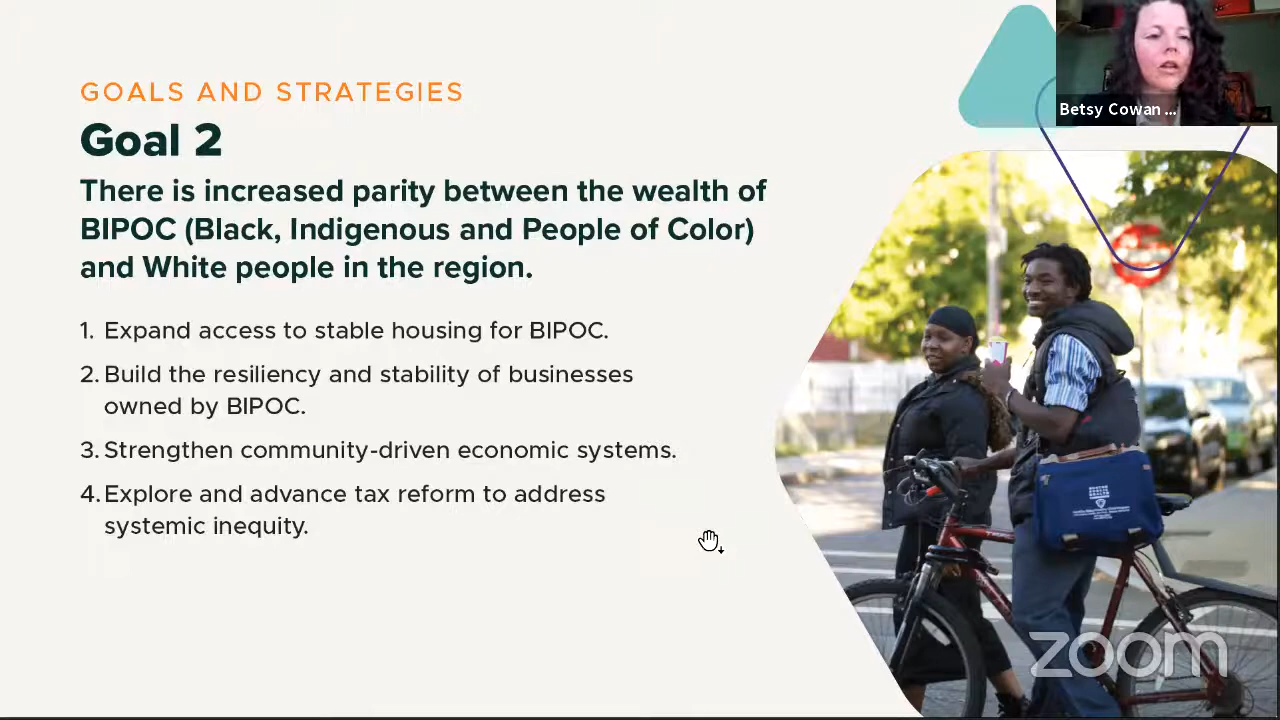 GOALS AND STRATEGIES
Goal 2
There is increased parity between the wealth of
BIPOC (Black, Indigenous and People of Color)
and White people in the region.
1. Expand access to stable housing for BIPOC.
2. Build the resiliency and stability of businesses
owned by BIPOC.
3. Strengthen community-driven economic systems.
4. Explore and advance tax reform to address
systemic inequity.
Betsy Cowan ...
zoom